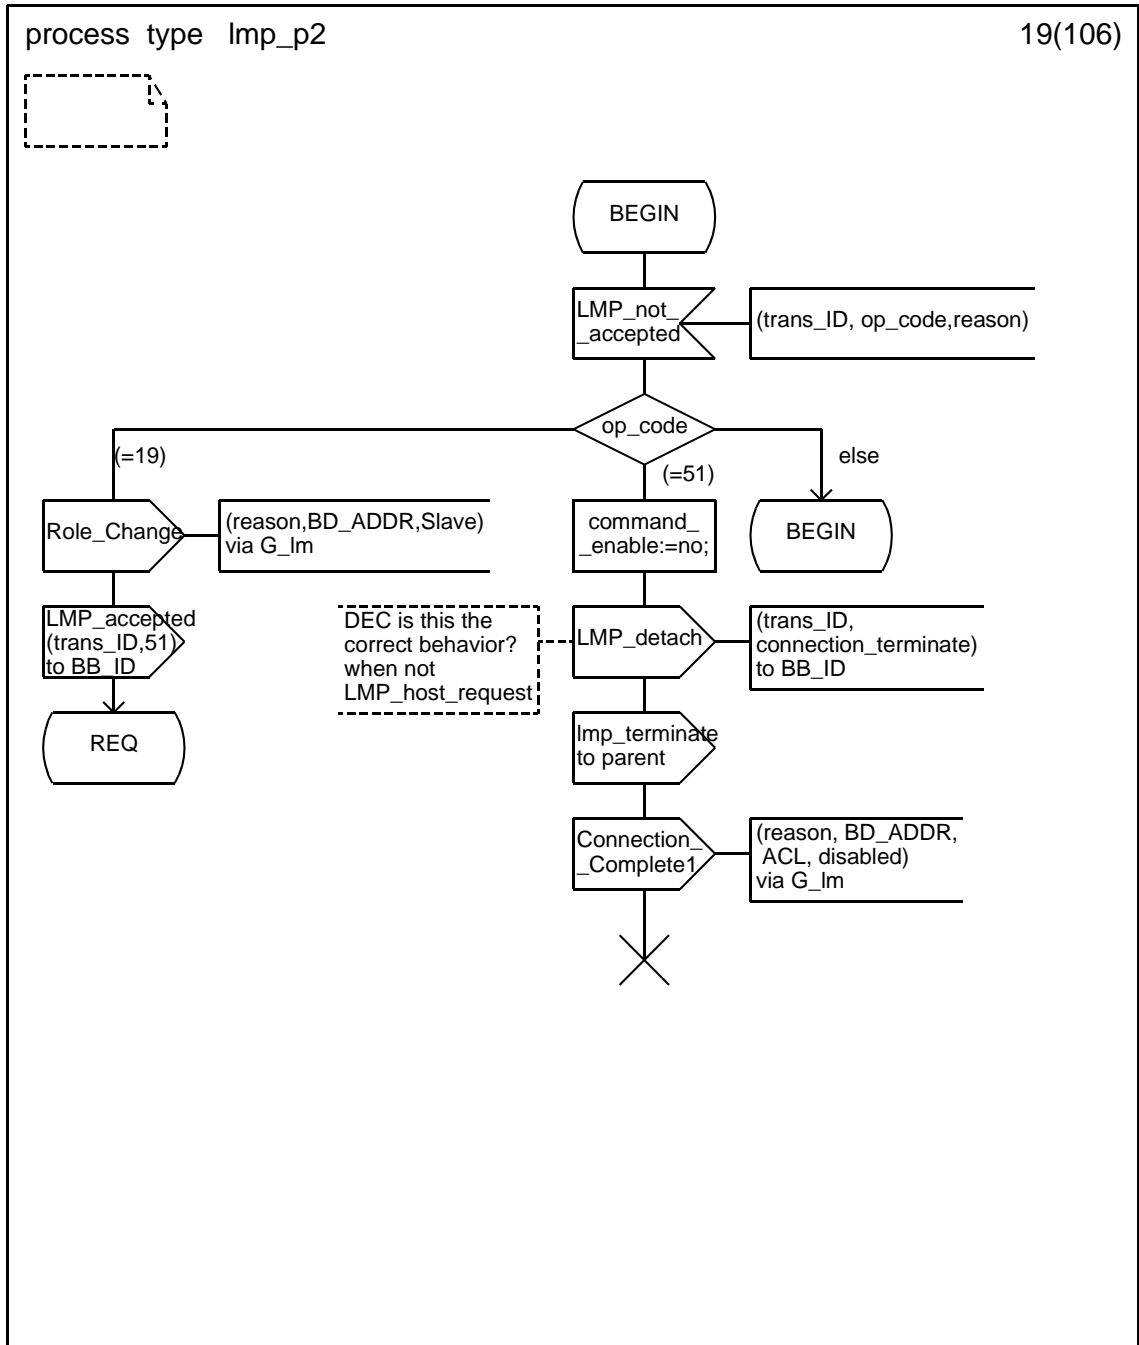 process type lmp_p2
19(106)
BEGIN
LMP_not_
_accepted
(trans_ID, op_code,reason)
op_code
(=19)
(=51)
else
Role_Change
(reason,BD_ADDR,Slave)
via G_lm
command_
_enable:=no;
BEGIN
LMP_accepted
(trans_ID,51)
to BB_ID
DEC is this the
correct behavior?
when not
LMP_host_request
LMP_detach
(trans_ID,
connection_terminate)
to BB_ID
REQ
lmp_terminate
to parent
Connection_
_Complete1
(reason, BD_ADDR,
ACL, disabled)
via G_lm